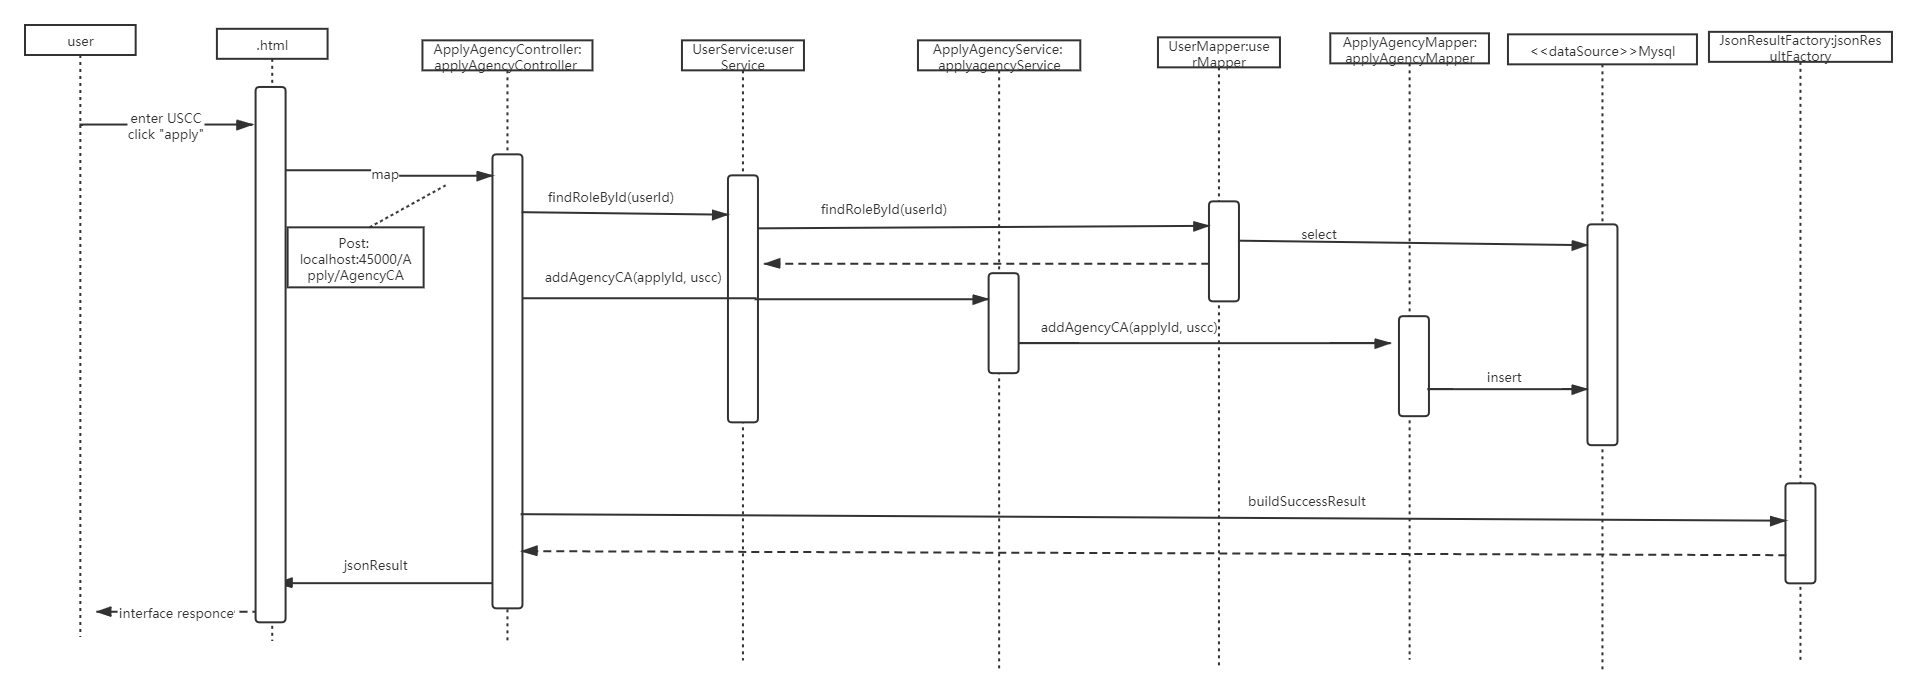 user
.html
ApplyAgencyController:
applyAgencyController
UserService:user
Service
ApplyAgencyService:
applyagencyService
UserMapper:use
rMapper
ApplyAgencyMapper:
applyAgencyMapper
<<dataSource>>Mysql
JsonResultFactory:jsonRes
ultFactory
enter USCC
click "apply"
map
findRoleById(userId)
findRoleById(userId)
select
Post:
localhost:45000/A
pply/AgencyCA
addAgencyCA(applyId, uscc)
addAgencyCA(applyId, uscc)
insert
buildSuccessResult
jsonResult
interface responce